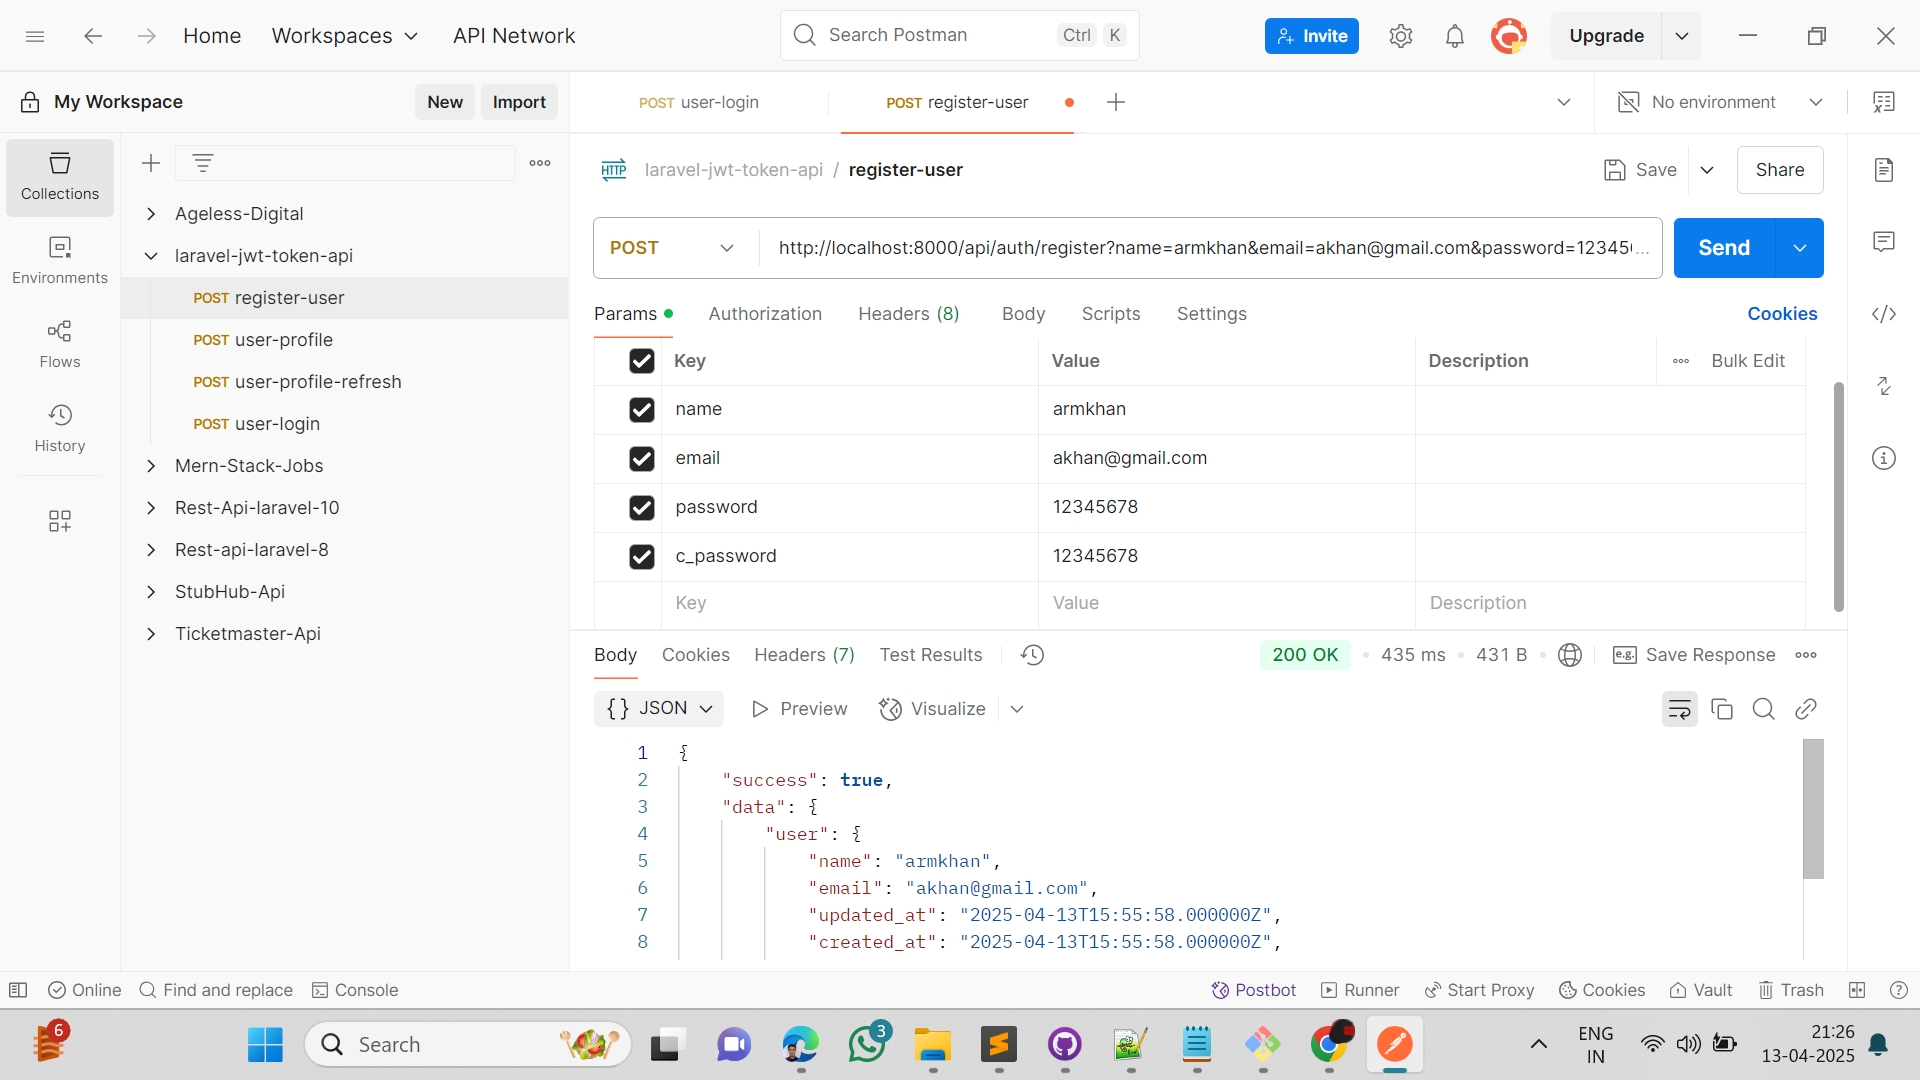 Home
Workspaces
API Network
Search Postman
Ctrl
K
Invite
Upgrade
My Workspace
New
Import
POST user-login
POST register-user
No environment
Collections
Environments
Flows
History
Ageless-Digital
laravel-jwt-token-api
POST register-user
POST user-profile
POST user-profile-refresh
POST user-login
Mern-Stack-Jobs
Rest-Api-laravel-10
Rest-api-laravel-8
StubHub-Api
Ticketmaster-Api
HTTP
laravel-jwt-token-api / register-user
Save
Share
POST
http://localhost:8000/api/auth/register?name=armkhan&email=akhan@gmail.com&password=12345(...
Send
Params
Authorization
Headers (8)
Body
Scripts
Settings
Cookies
Key Value Description
Bulk Edit
name armkhan
email akhan@gmail.com
password 12345678
c_password 12345678
Key Value Description
Body
Cookies
Headers (7)
Test Results
200 OK
435 ms
431 B
e.g.
Save Response
{} JSON
Preview
Visualize
1 {
2 "success": true,
3 "data": {
4 "user": {
5 "name": "armkhan",
6 "email": "akhan@gmail.com",
7 "updated_at": "2025-04-13T15:55:58.000000Z",
8 "created_at": "2025-04-13T15:55:58.000000Z",
Online
Find and replace
Console
Postbot
Runner
Start Proxy
Cookies
Vault
Trash
6
Search
3
ENG
IN
21:26
13-04-2025